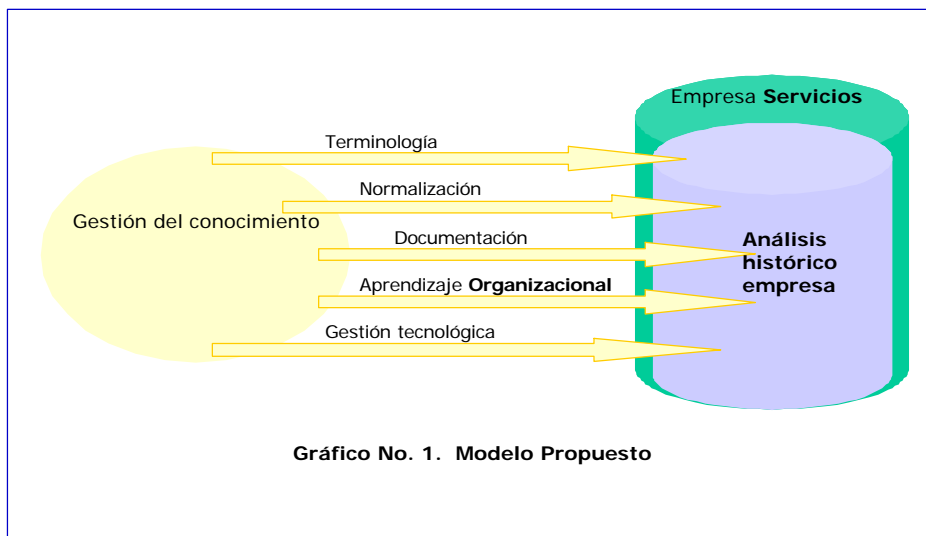 Empresa Servicios
Terminología
Normalización
Gestión del conocimiento
Documentación
Análisis
histórico
empresa
Aprendizaje Organizacional
Gestión tecnológica
Gráfico No. 1. Modelo Propuesto